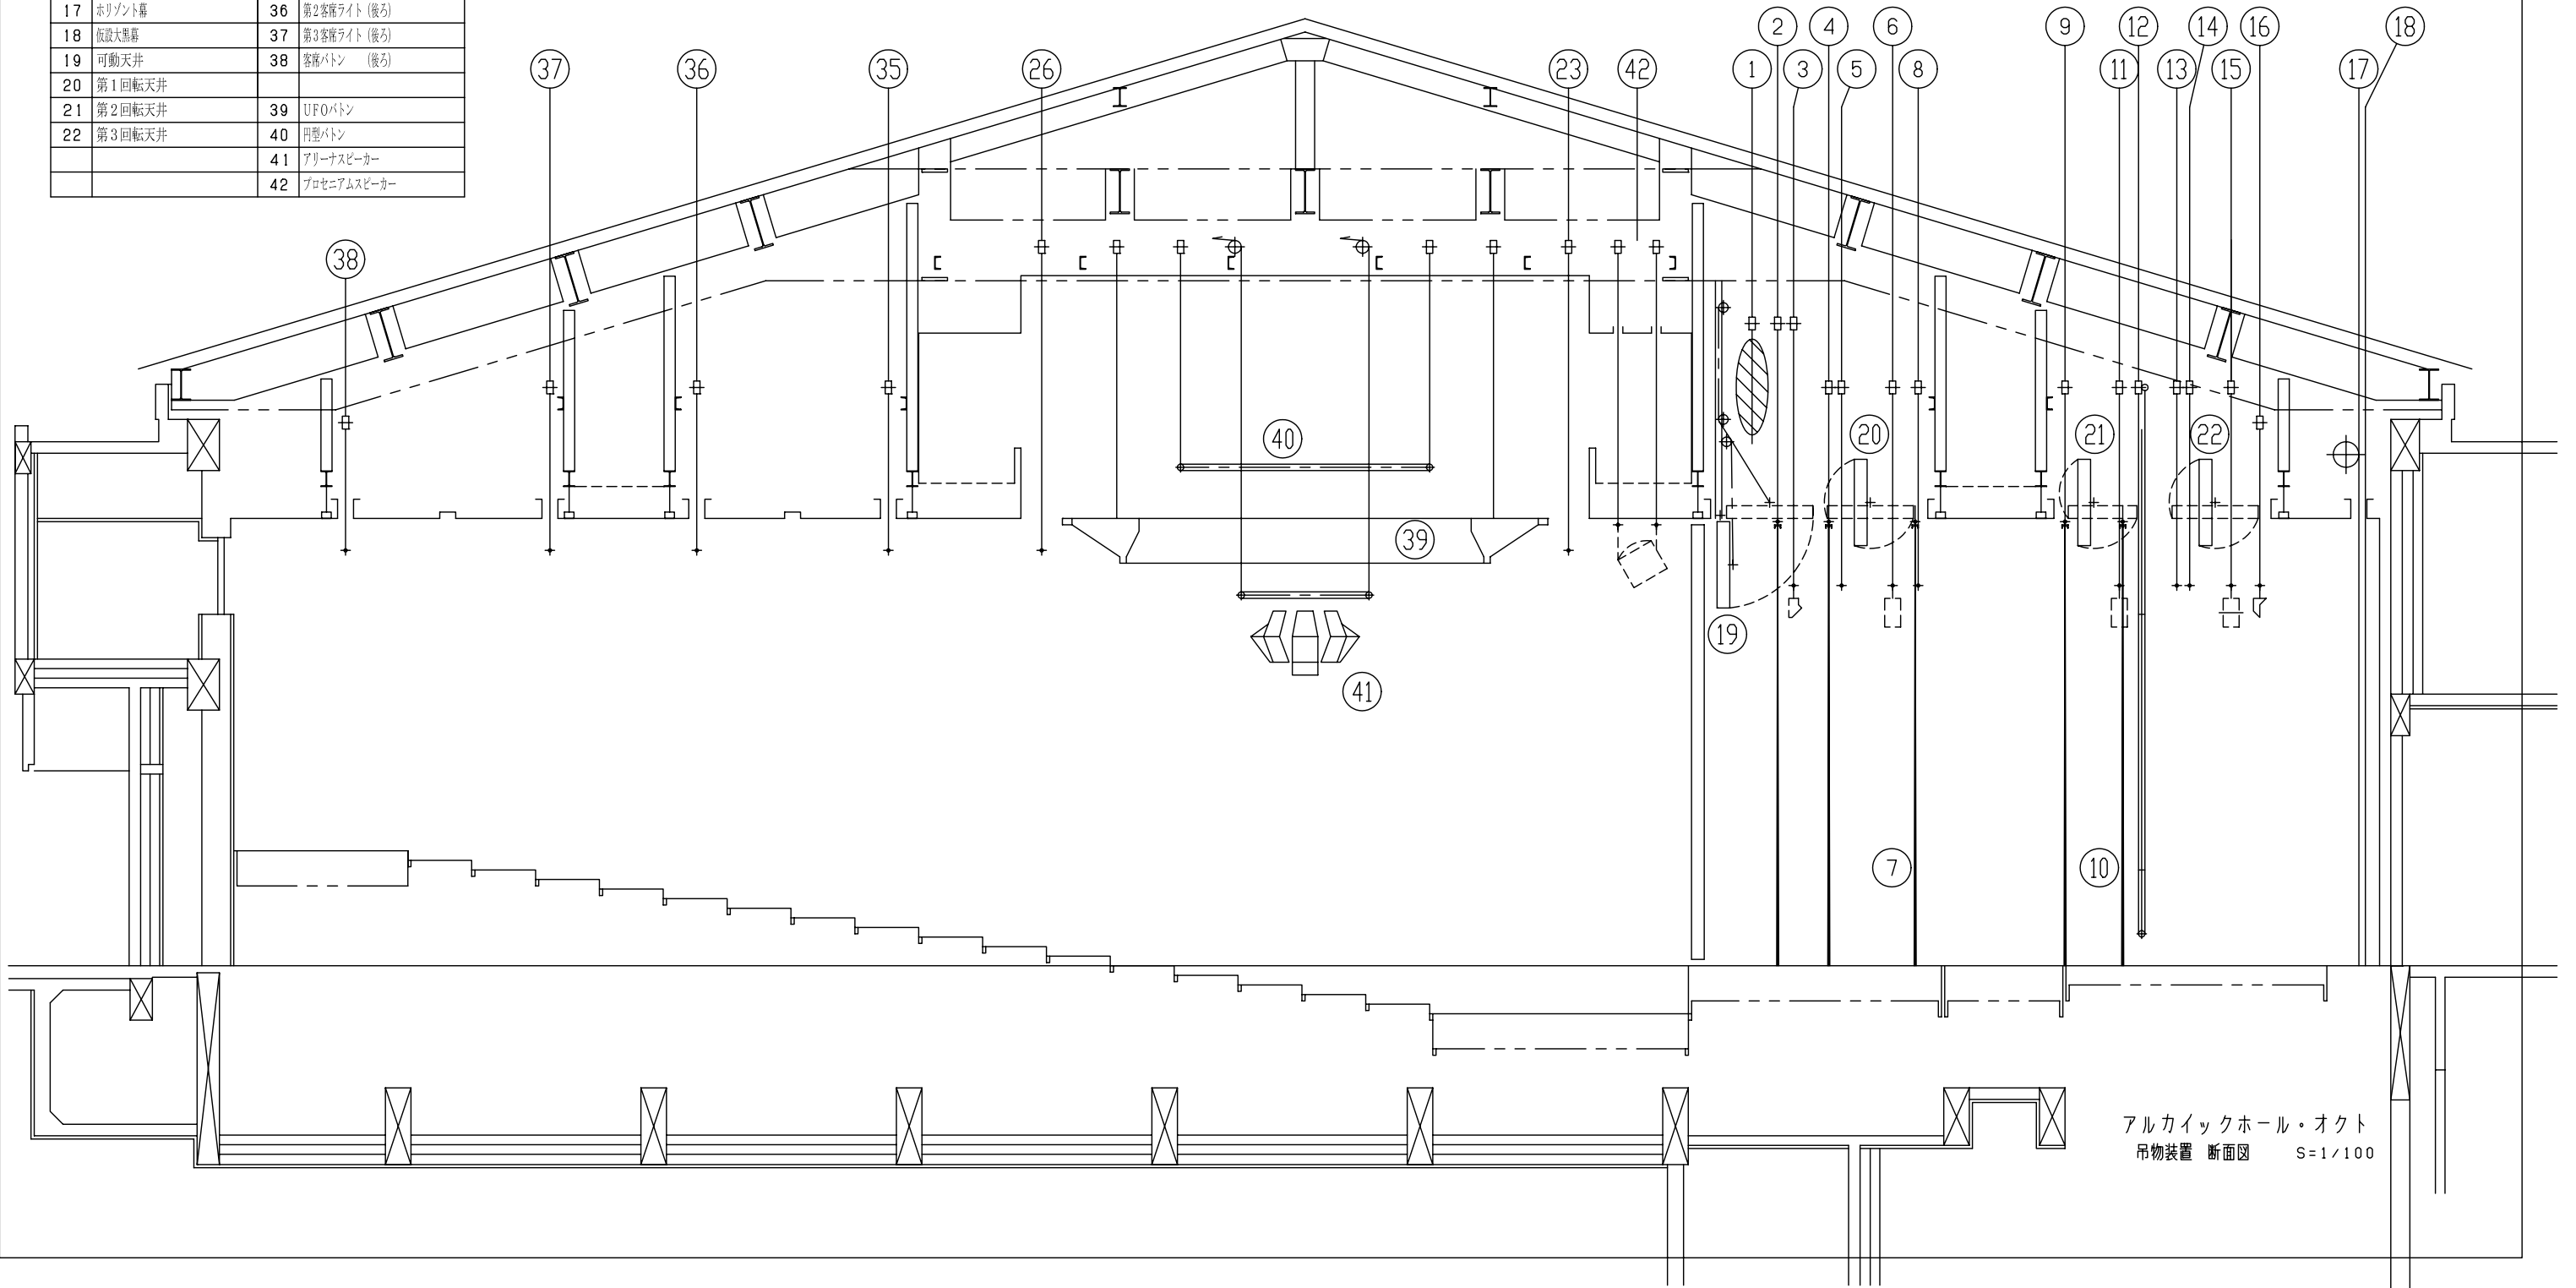 17 ホリゾント幕 36 第2客席ライト (後ろ)
18 仮設大黒幕 37 第3客席ライト (後ろ)
19 可動天井 38 客席バトン (後ろ)
20 第1回転天井
21 第2回転天井 39 UFOバトン
22 第3回転天井 40 円型バトン
41 アリーナスピーカー
42 プロセニアムスピーカー
2 4 6 9 12 14 16 18
37 36 35 26 23 42 1 3 5 8 11 13 15 17
38
40 20 21 22
39
19
41
7 10
アルカイックホール・オクト
吊物装置 断面図 S=1/100